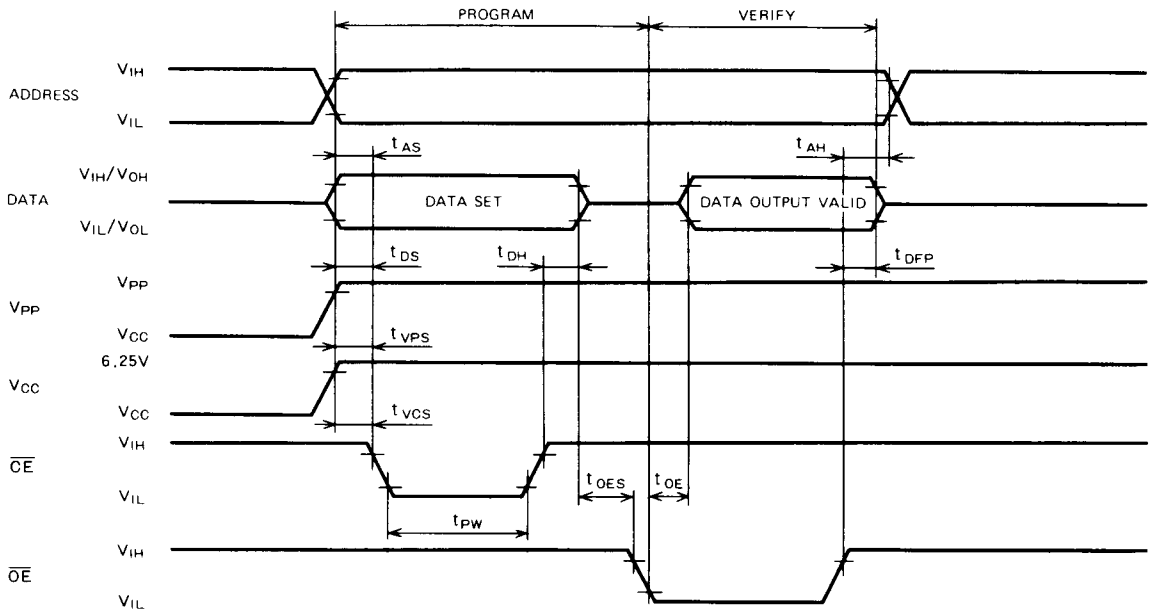 PROGRAM VERIFY
VIH
ADDRESS
VIL
tAS tAH
VIH/VOH
DATA DATA SET DATA OUTPUT VALID
VIL/VOL
tDS tDH tDFP
VPP
VPP
VCC tVPS
6.25V
VCC
VCC tVCS
VIH
CE
tOES tOE
VIL
tPW
VIH
OE
VIL